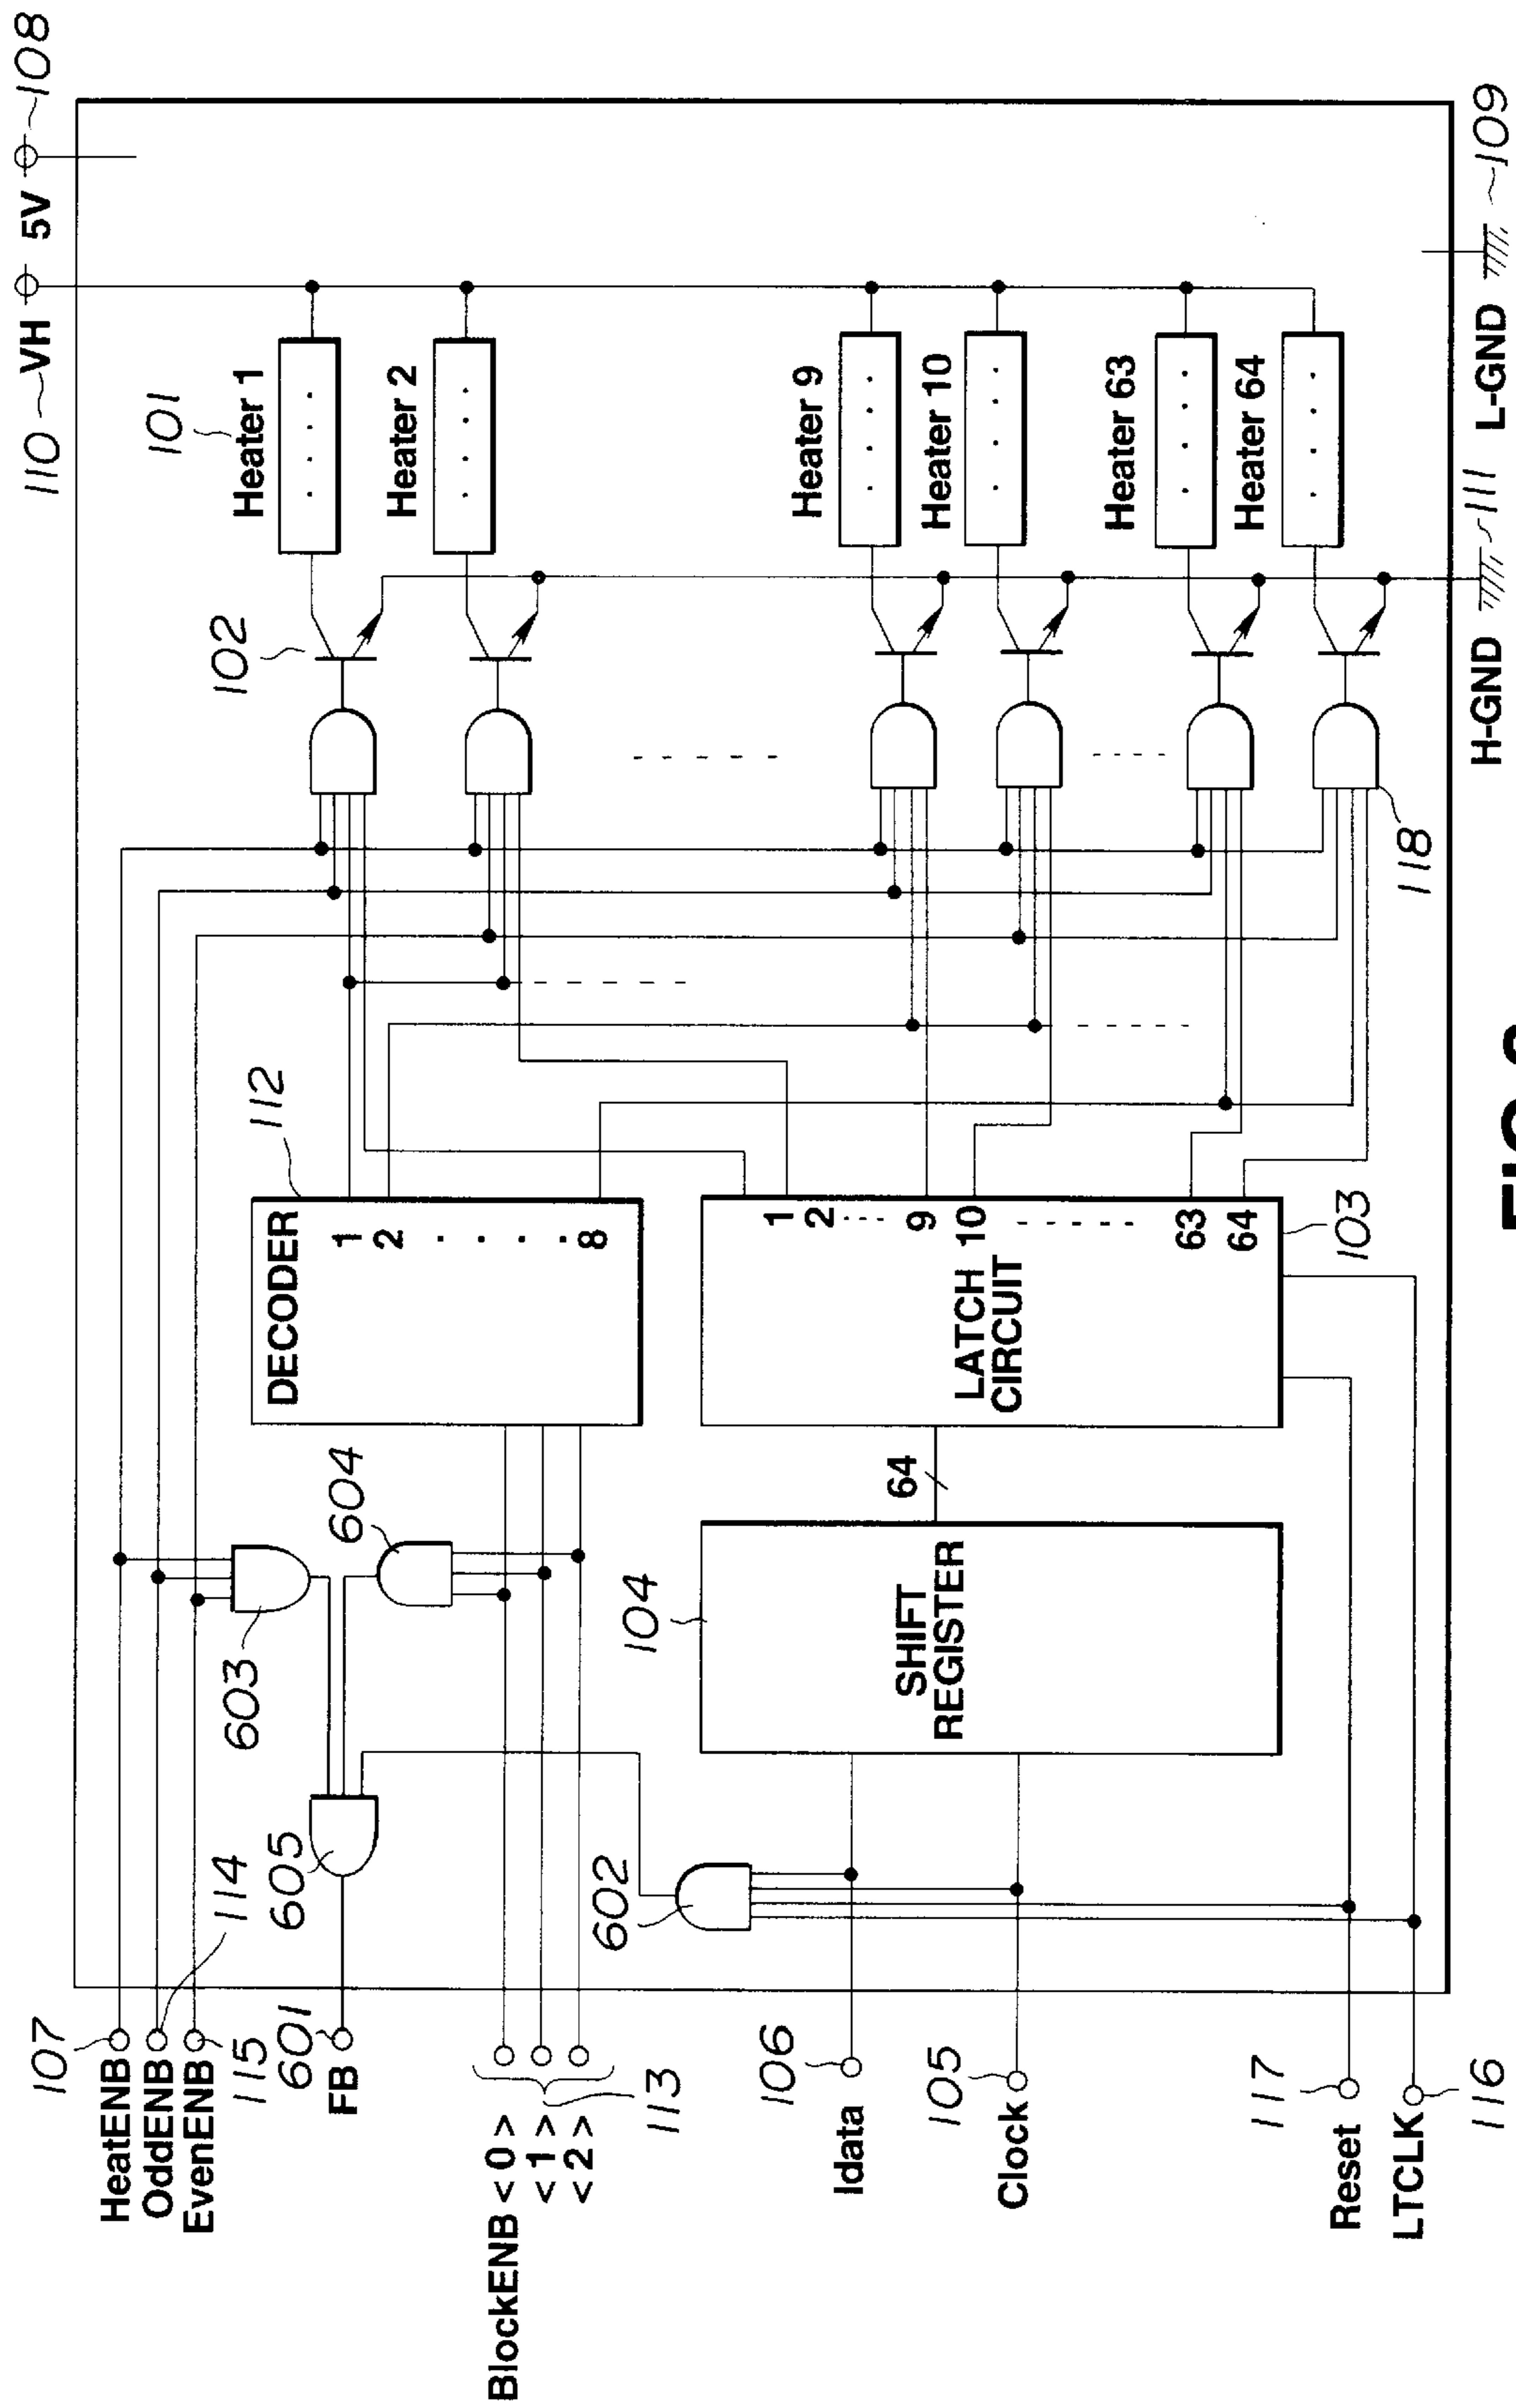 110 VH 5V 108
101
Heater 1
Heater 2
Heater 9
Heater 10
Heater 63
Heater 64
102
118
H-GND 111
L-GND 109
112
DECODER
1
2
8
LATCH
CIRCUIT
1
2
9
10
63
64
103
64
104
SHIFT
REGISTER
603
604
605
602
107
HeatENB
OddENB
114
EvenENB
115
601
FB
BlockENB < 0 >
< 1 >
< 2 >
113
106
Idata
105
Clock
117
Reset
LTCLK
116